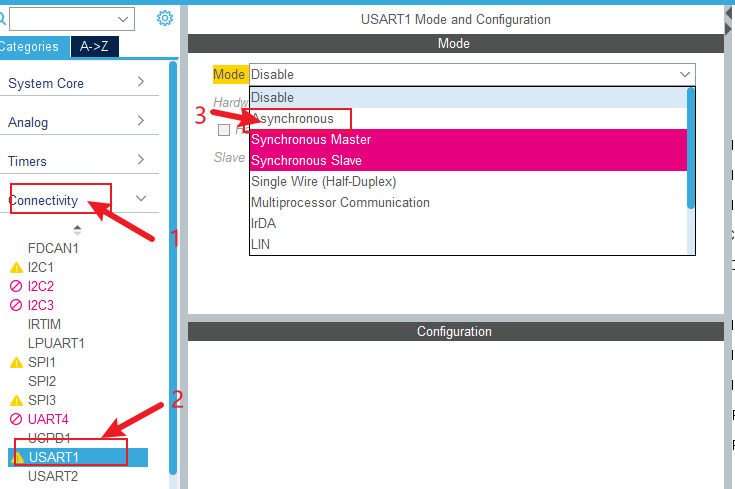 USART1 Mode and Configuration
Categories
A->Z
System Core
Analog
Timers
Connectivity
1
FDCAN1
I2C1
I2C2
I2C3
IRTIM
LPUART1
SPI1
SPI2
SPI3
UART4
UCPD1
2
USART1
USART2
Mode
Mode Disable
Disable
3
Asynchronous
Synchronous Master
Synchronous Slave
Slave
Single Wire (Half-Duplex)
Multiprocessor Communication
IrDA
LIN
Configuration